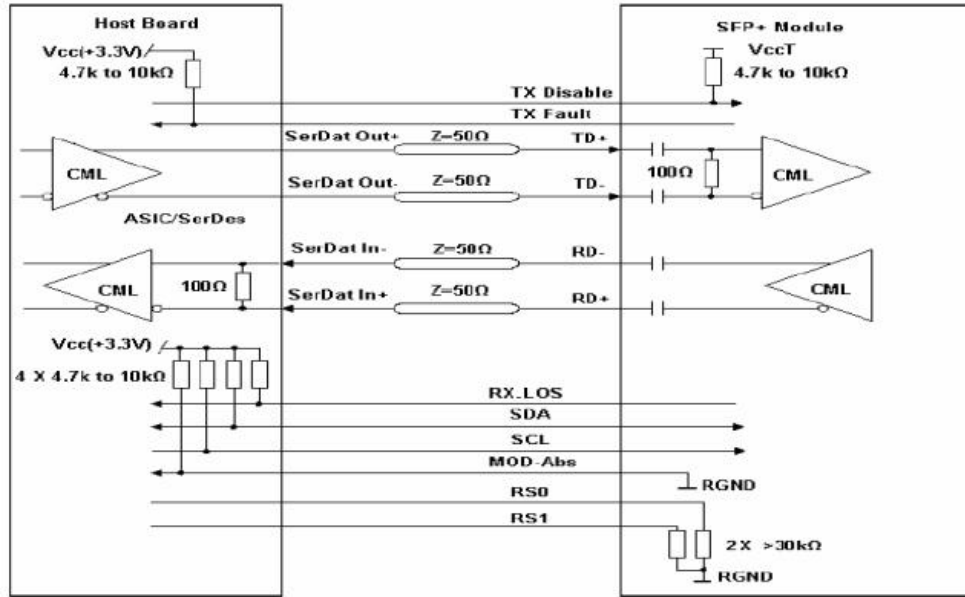 Host Board
SFP+ Module
Vcc(+3.3V)
4.7k to 10kΩ
VccT
4.7k to 10kΩ
TX Disable
TX Fault
SerDat Out+
Z=50Ω
TD+
CML
100Ω
CML
SerDat Out-
Z=50Ω
TD-
ASIC/SerDes
SerDat In-
Z=50Ω
RD-
CML
100Ω
CML
SerDat In+
Z=50Ω
RD+
Vcc(+3.3V)
4 X 4.7k to 10kΩ
RX_LOS
SDA
SCL
MOD-Abs
RGND
RS0
RS1
2X >30kΩ
RGND